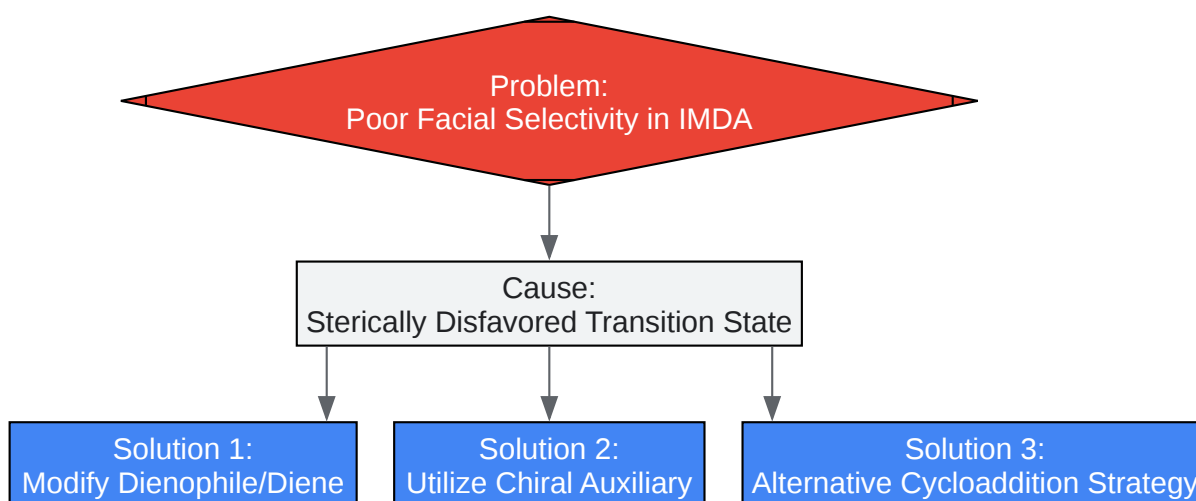 Problem:
Poor Facial Selectivity in IMDA
Cause:
Sterically Disfavored Transition State
Solution 1:
Modify Dienophile/Diene
Solution 2:
Utilize Chiral Auxiliary
Solution 3:
Alternative Cycloaddition Strategy